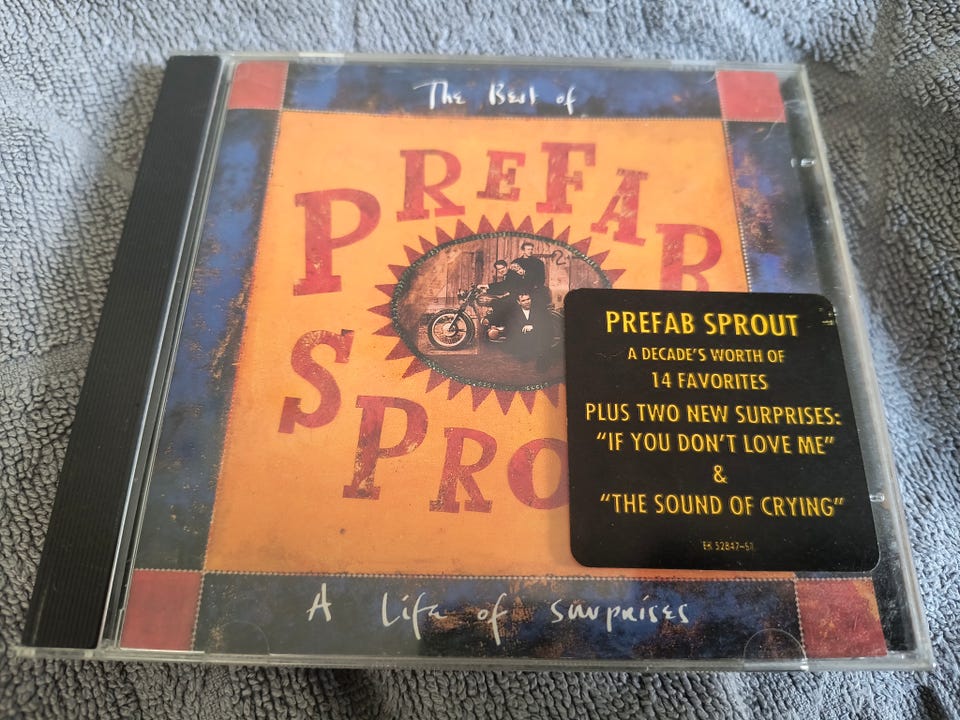 The Best of
PREFAB
SPRO
PREFAB SPROUT
A DECADE'S WORTH OF
14 FAVORITES
PLUS TWO NEW SURPRISES:
"IF YOU DON'T LOVE ME"
&
"THE SOUND OF CRYING"
EK 52847-
A Life of Surprises